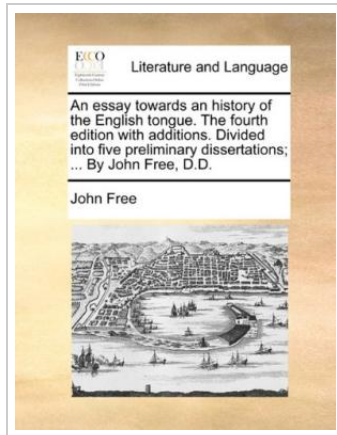 ECCO
Literature and Language
An essay towards an history of
the English tongue. The fourth
edition with additions. Divided
into five preliminary dissertations;
... By John Free, D.D.
John Free